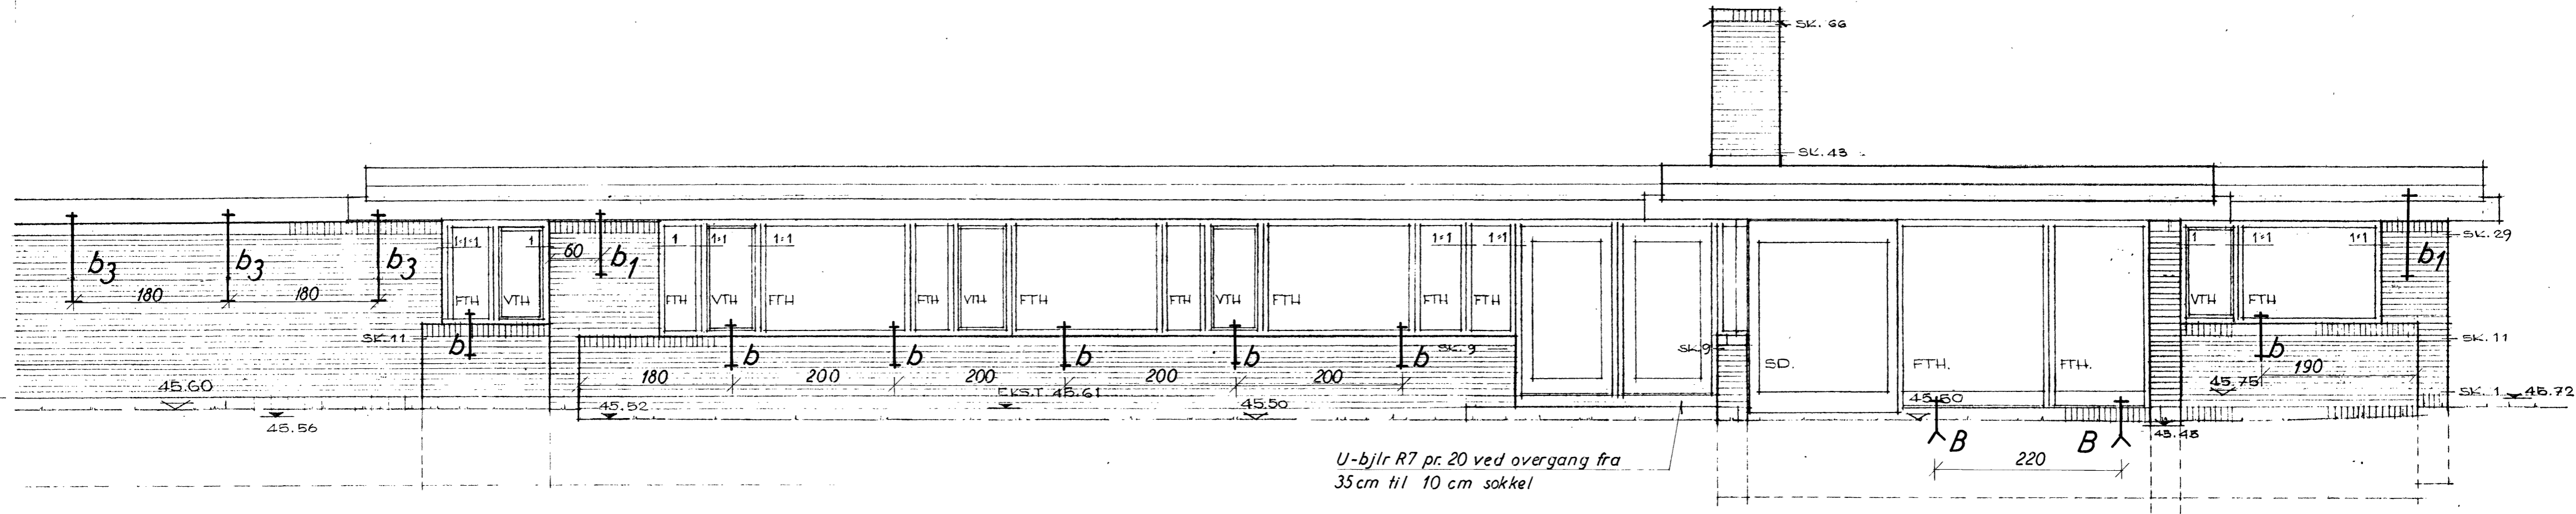 SK. 66
SK. 43
1:1:1 1 60 b1 1 1:1 1:1 1:1 1:1 1 1:1 1:1 SK. 29
b3 b3 b3 b1
180 180
FTH VTH FTH VTH FTH FTH VTH FTH FTH VTH FTH FTH FTH VTH FTH
SK. 11 b b b b b b SK. 9 SK. 9 b SK. 11
SD. FTH. FTH.
180 200 200 200 200 190
45.60 EKST 45.61 45.75
45.52 45.50 45.60 SK. 1 45.72
45.56 45.48
B B
U-bjlr R7 pr. 20 ved overgang fra
35 cm til 10 cm sokkel
220